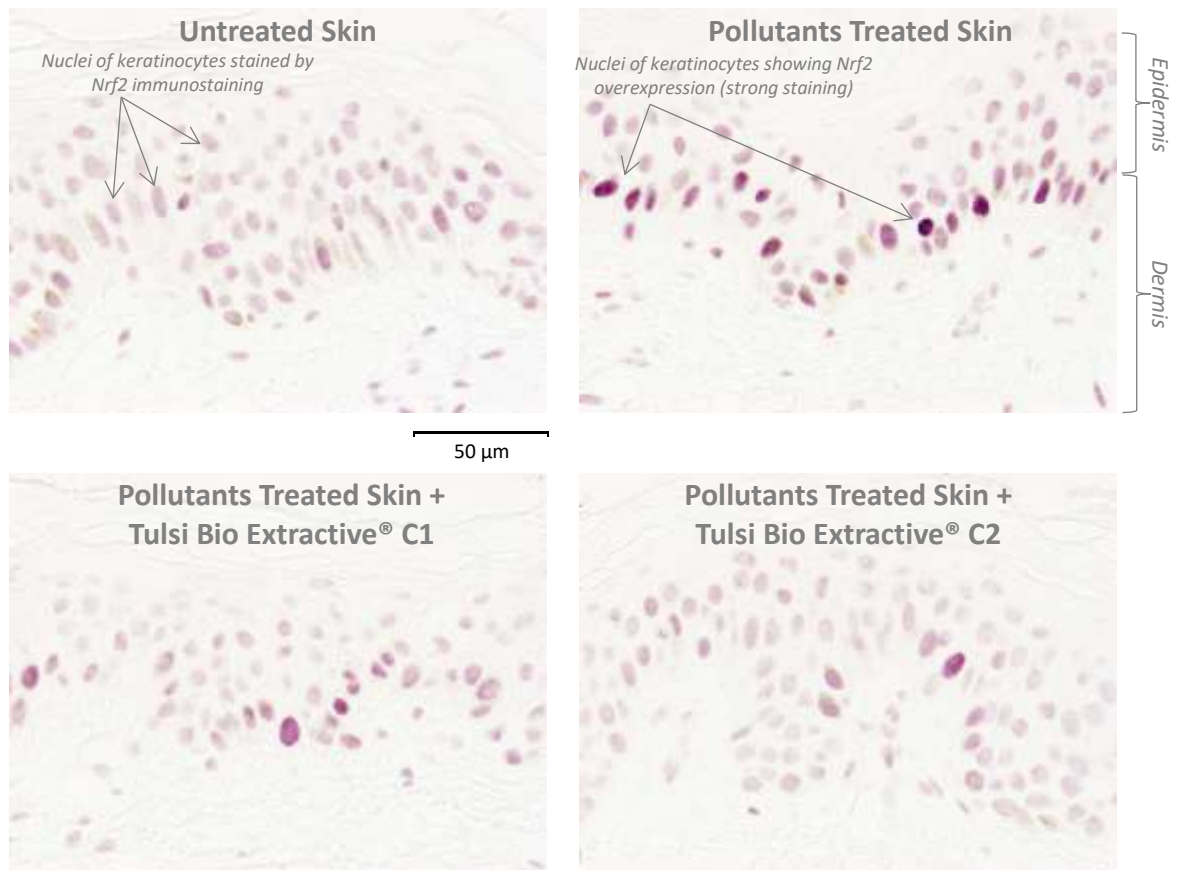 Untreated Skin
Nuclei of keratinocytes stained by
Nrf2 immunostaining
Pollutants Treated Skin
Nuclei of keratinocytes showing Nrf2
overexpression (strong staining)
Epidermis
Dermis
50 µm
Pollutants Treated Skin +
Tulsi Bio Extractive® C1
Pollutants Treated Skin +
Tulsi Bio Extractive® C2